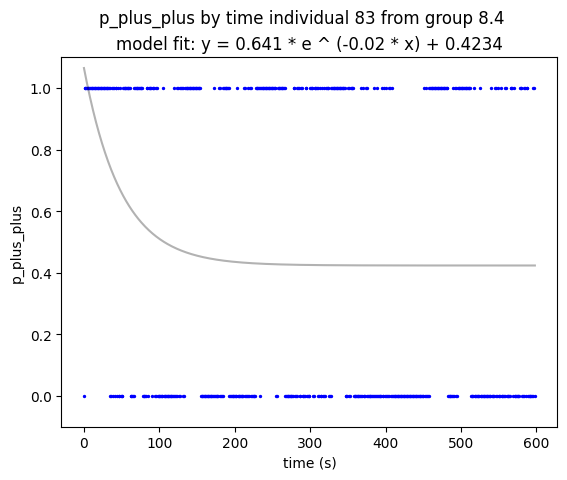 p_plus_plus by time individual 83 from group 8.4
model fit: y = 0.641 * e ^ (-0.02 * x) + 0.4234
1.0
0.8
0.6
0.4
0.2
0.0
p_plus_plus
0 100 200 300 400 500 600
time (s)